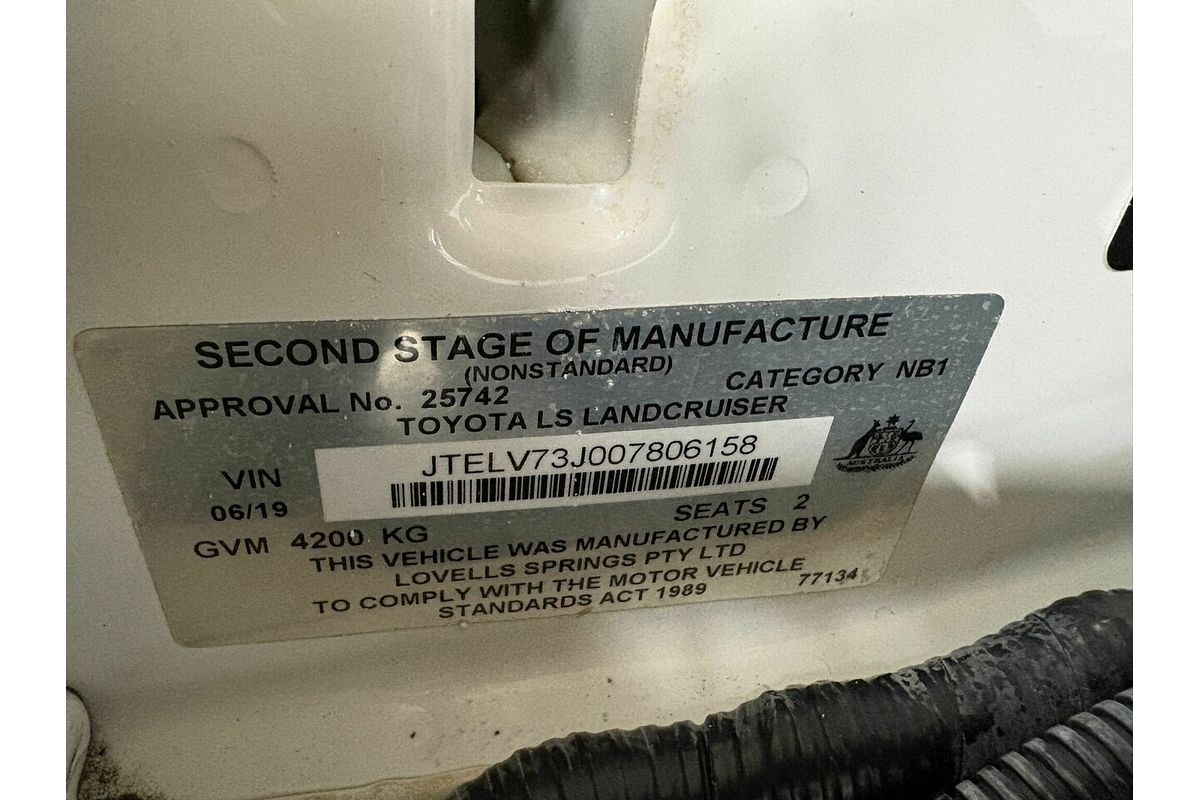 SECOND STAGE OF MANUFACTURE
(NONSTANDARD)
APPROVAL No. 25742
CATEGORY NB1
TOYOTA LS LANDCRUISER
VIN
JTELV73J007806158
AUSTRALIA
06/19
SEATS 2
GVM 4200 KG
THIS VEHICLE WAS MANUFACTURED BY
LOVELLS SPRINGS PTY LTD
TO COMPLY WITH THE MOTOR VEHICLE
STANDARDS ACT 1989
77134